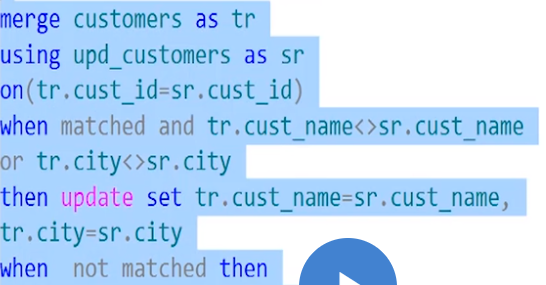 merge customers as tr
using upd_customers as sr
on(tr.cust_id=sr.cust_id)
when matched and tr.cust_name<>sr.cust_name
or tr.city<>sr.city
then update set tr.cust_name=sr.cust_name,
tr.city=sr.city
when  not matched then